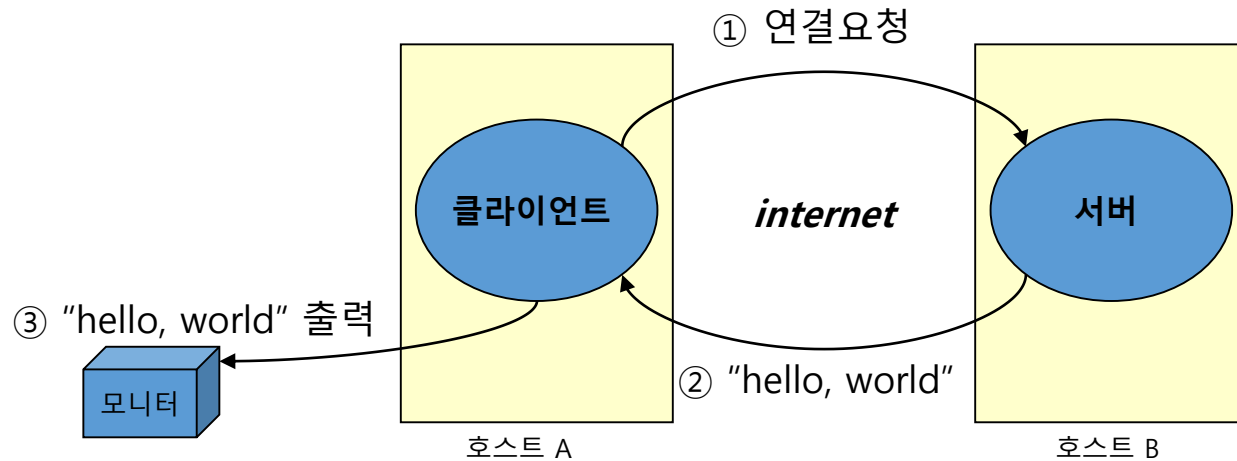 ① 연결요청
클라이언트
internet
서버
③ "hello, world" 출력
모니터
② "hello, world"
호스트 A
호스트 B